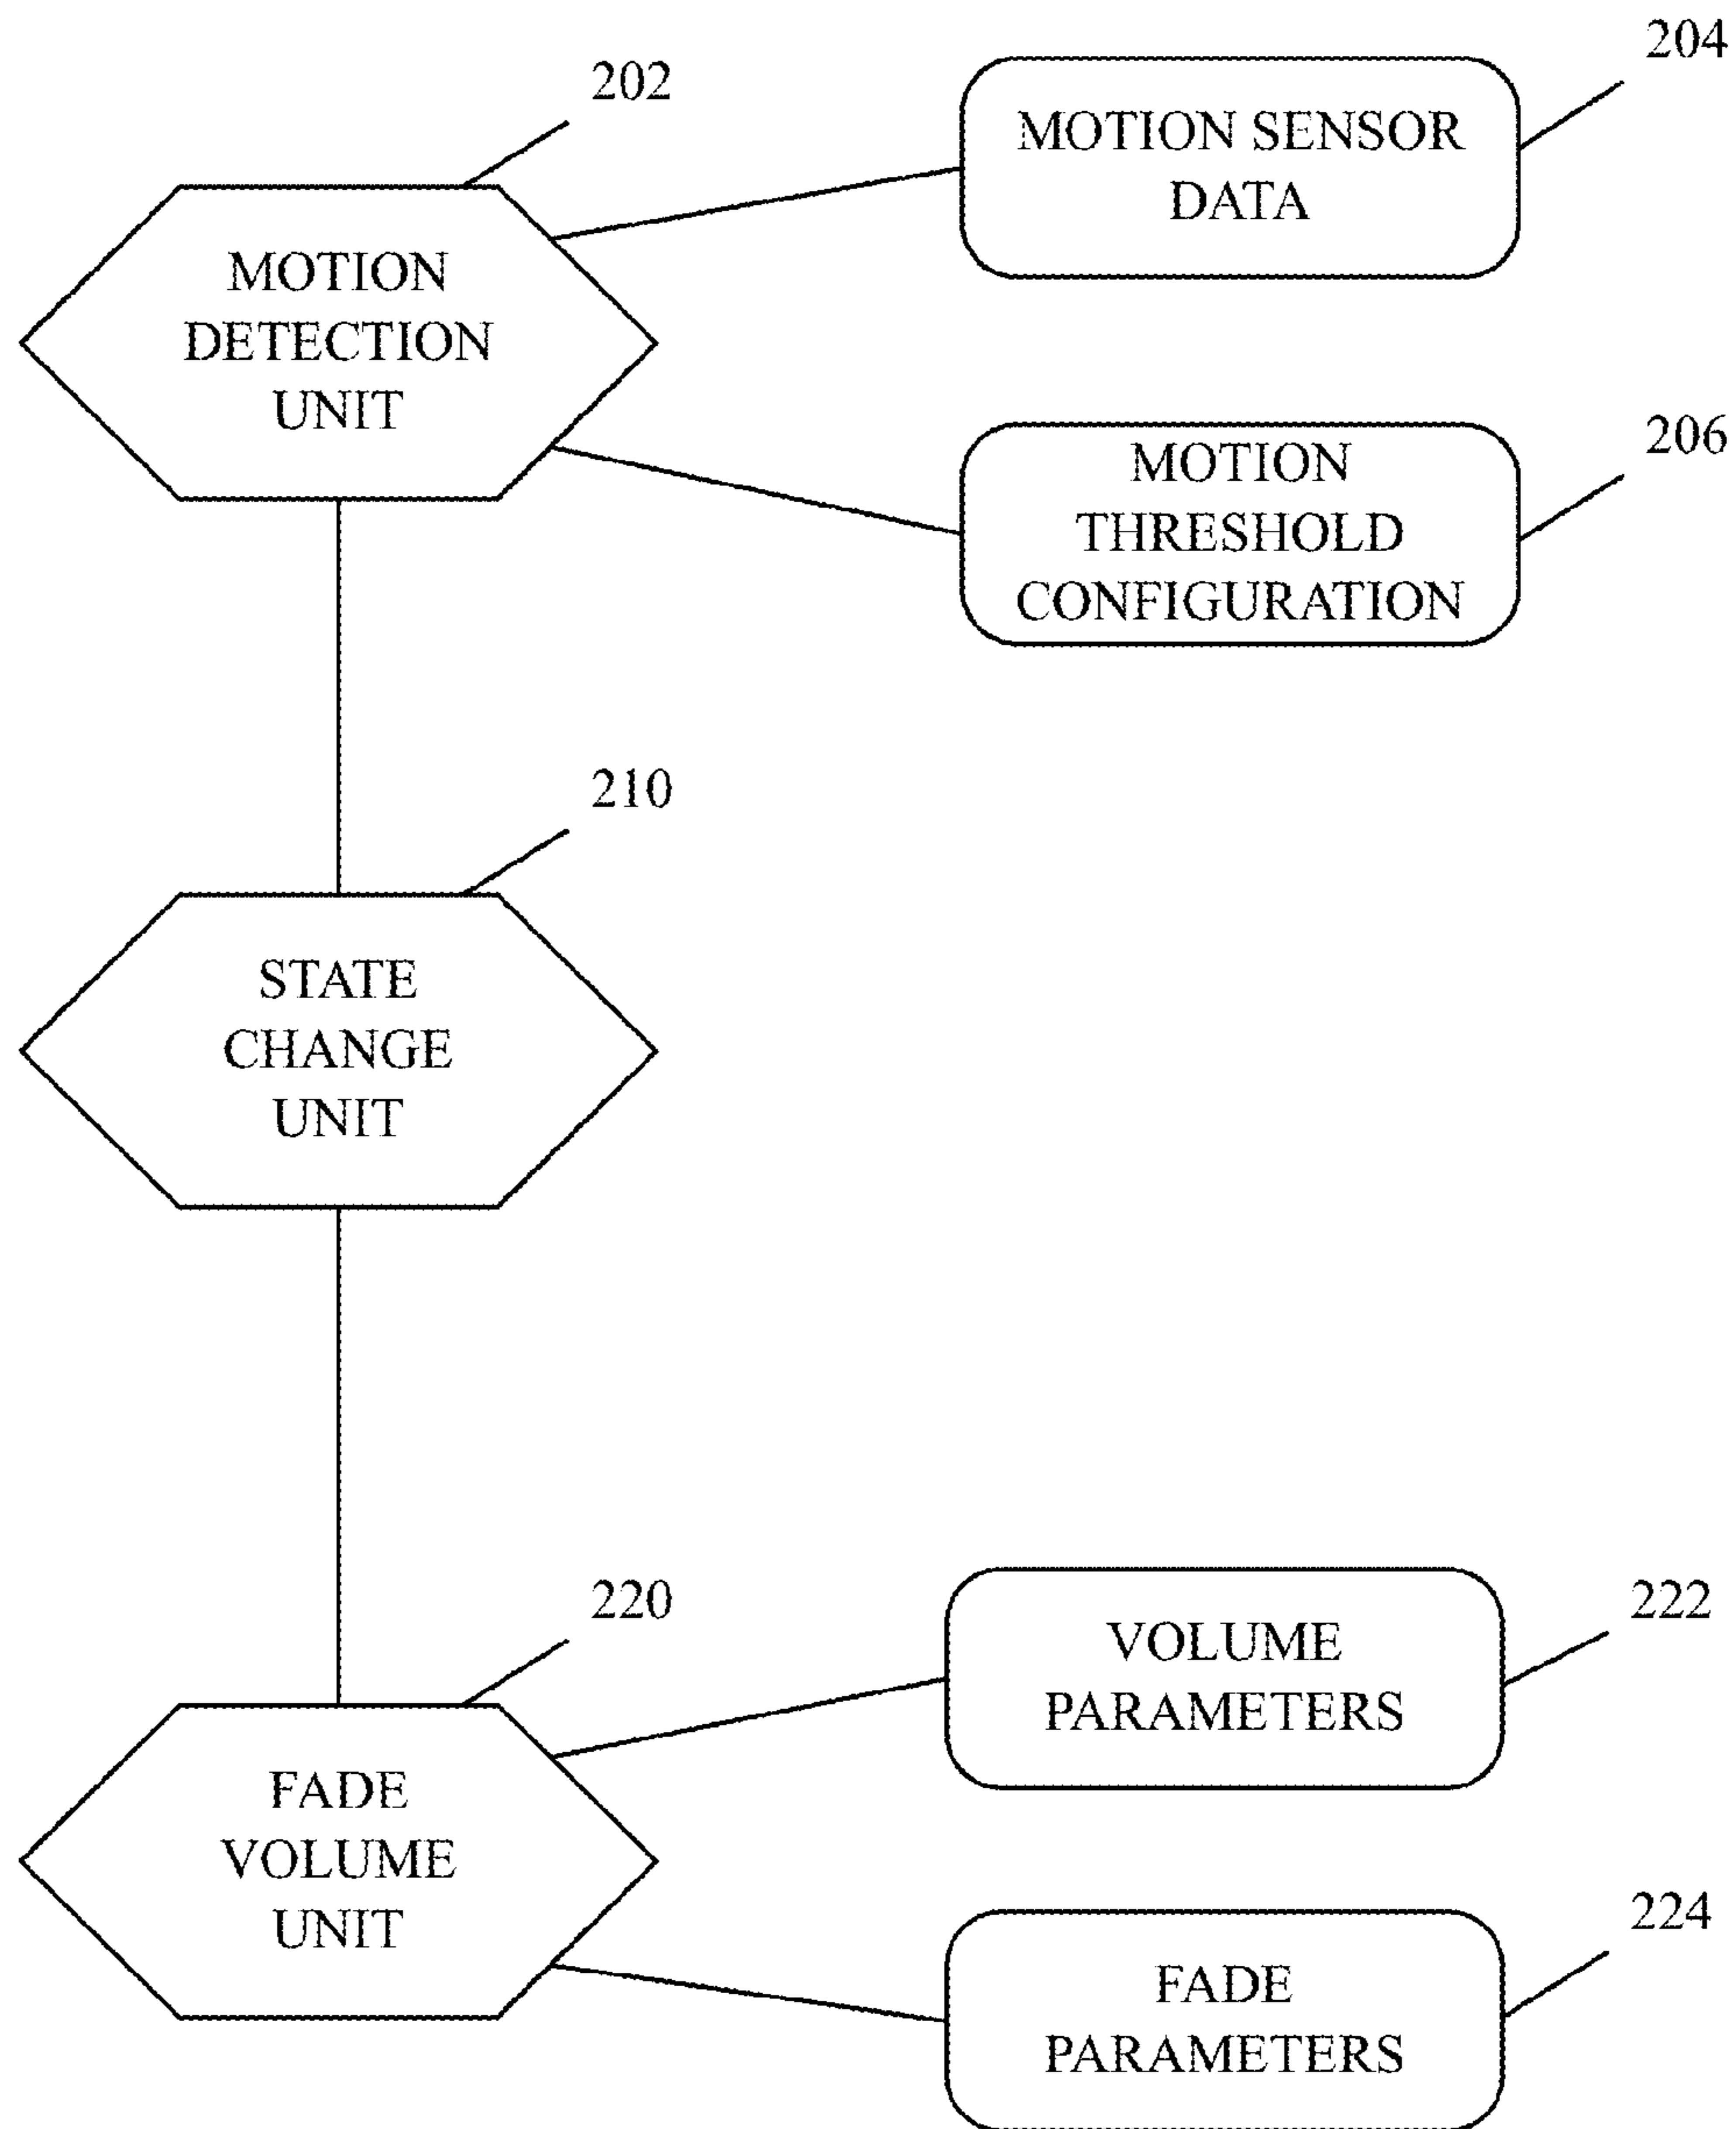 204
202
MOTION SENSOR
DATA
MOTION
DETECTION
UNIT
206
MOTION
THRESHOLD
CONFIGURATION
210
STATE
CHANGE
UNIT
220
222
VOLUME
PARAMETERS
FADE
VOLUME
UNIT
224
FADE
PARAMETERS